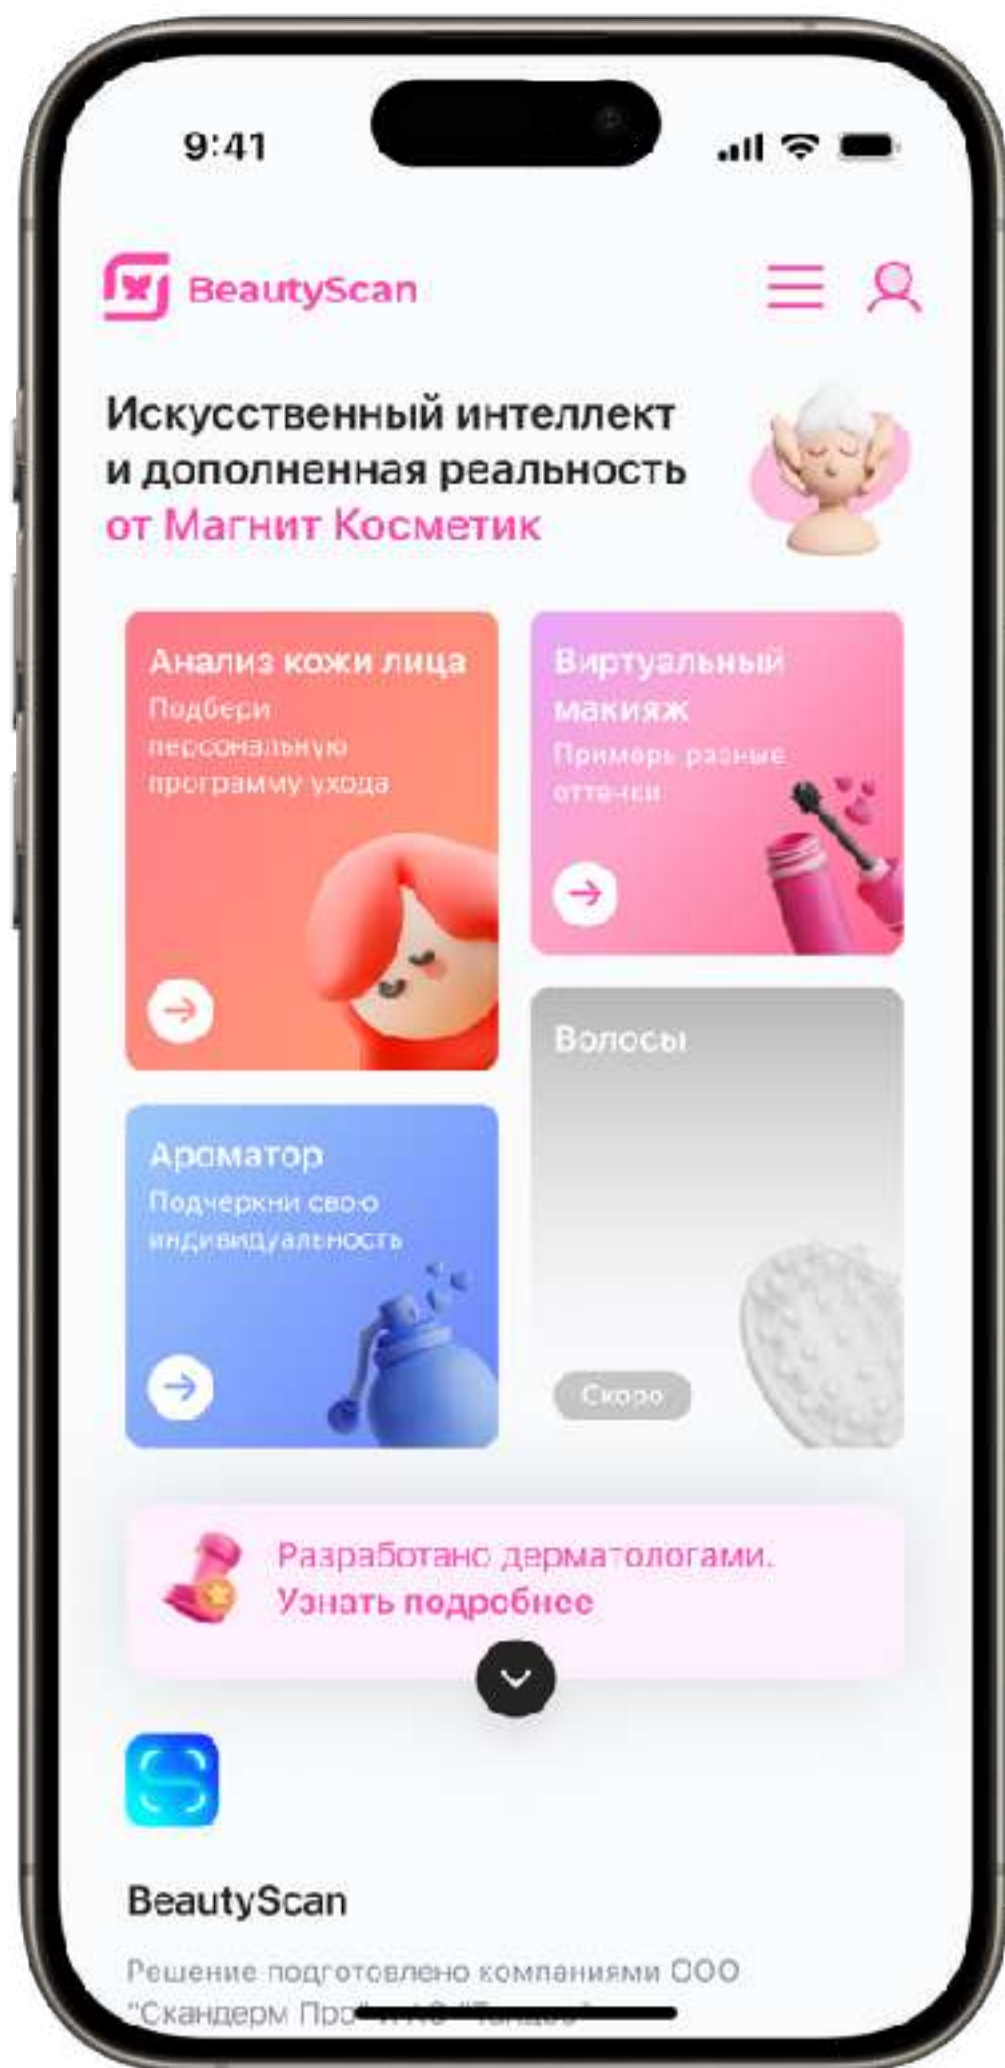 9:41
BeautyScan
Искусственный интеллект
и дополненная реальность
от Магнит Косметик
Анализ кожи лица
Подбери
персональную
программу ухода
Виртуальный
макияж
Примерь разные
оттенки
Волосы
Скоро
Ароматор
Подчеркни свою
индивидуальность
Разработано дерматологами.
Узнать подробнее
BeautyScan
Решение подготовлено компаниями ООО
"Скандерм Про"